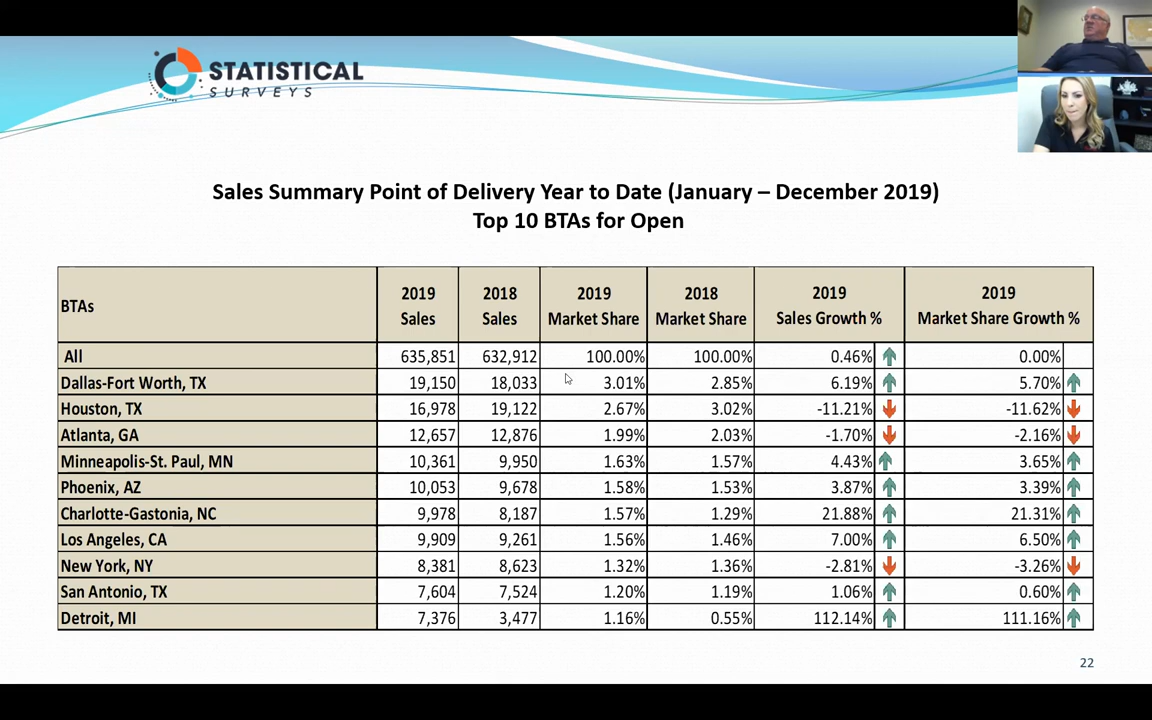 STATISTICAL
SURVEYS
Sales Summary Point of Delivery Year to Date (January – December 2019)
Top 10 BTAs for Open
BTAs 2019 Sales 2018 Sales 2019 Market Share 2018 Market Share 2019 Sales Growth % 2019 Market Share Growth %
All 635,851 632,912 100.00% 100.00% 0.46% 0.00%
Dallas-Fort Worth, TX 19,150 18,033 3.01% 2.85% 6.19% 5.70%
Houston, TX 16,978 19,122 2.67% 3.02% -11.21% -11.62%
Atlanta, GA 12,657 12,876 1.99% 2.03% -1.70% -2.16%
Minneapolis-St. Paul, MN 10,361 9,950 1.63% 1.57% 4.43% 3.65%
Phoenix, AZ 10,053 9,678 1.58% 1.53% 3.87% 3.39%
Charlotte-Gastonia, NC 9,978 8,187 1.57% 1.29% 21.88% 21.31%
Los Angeles, CA 9,909 9,261 1.56% 1.46% 7.00% 6.50%
New York, NY 8,381 8,623 1.32% 1.36% -2.81% -3.26%
San Antonio, TX 7,604 7,524 1.20% 1.19% 1.06% 0.60%
Detroit, MI 7,376 3,477 1.16% 0.55% 112.14% 111.16%
22